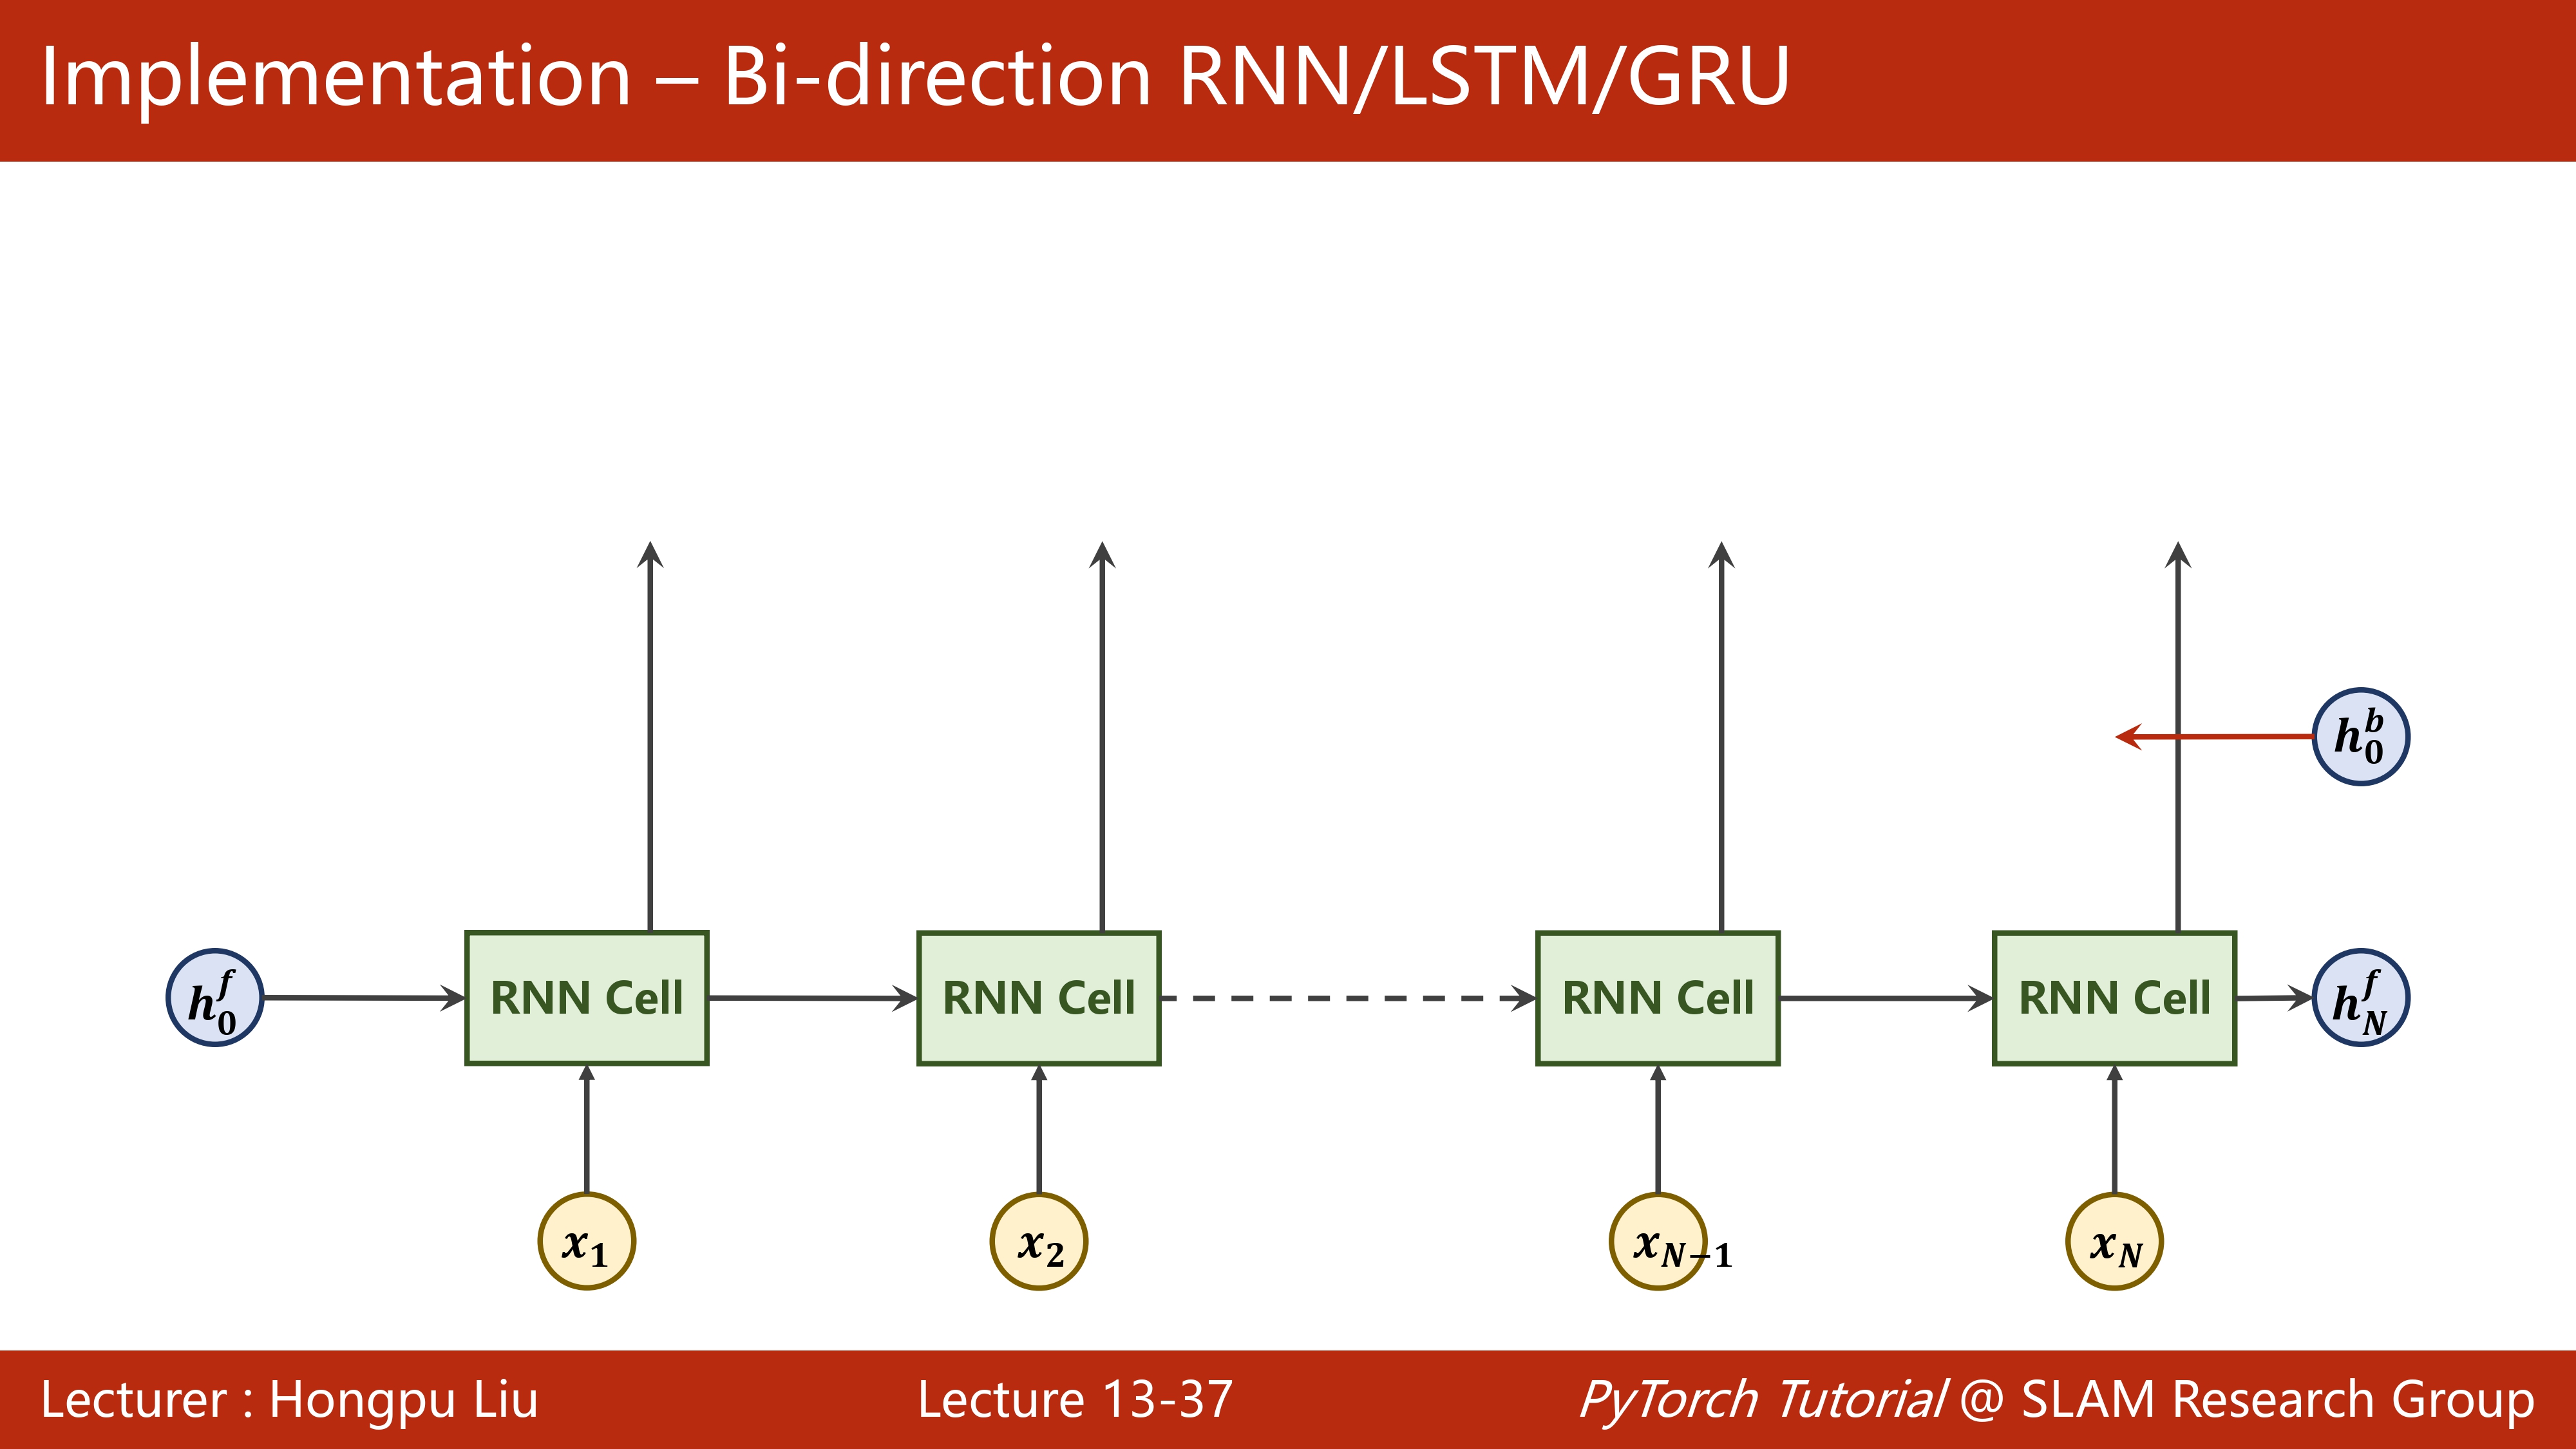 Implementation – Bi-direction RNN/LSTM/GRU
h_0^b
h_0^f
RNN Cell
RNN Cell
RNN Cell
RNN Cell
h_N^f
x_1
x_2
x_{N-1}
x_N
Lecturer : Hongpu Liu
Lecture 13-37
PyTorch Tutorial @ SLAM Research Group